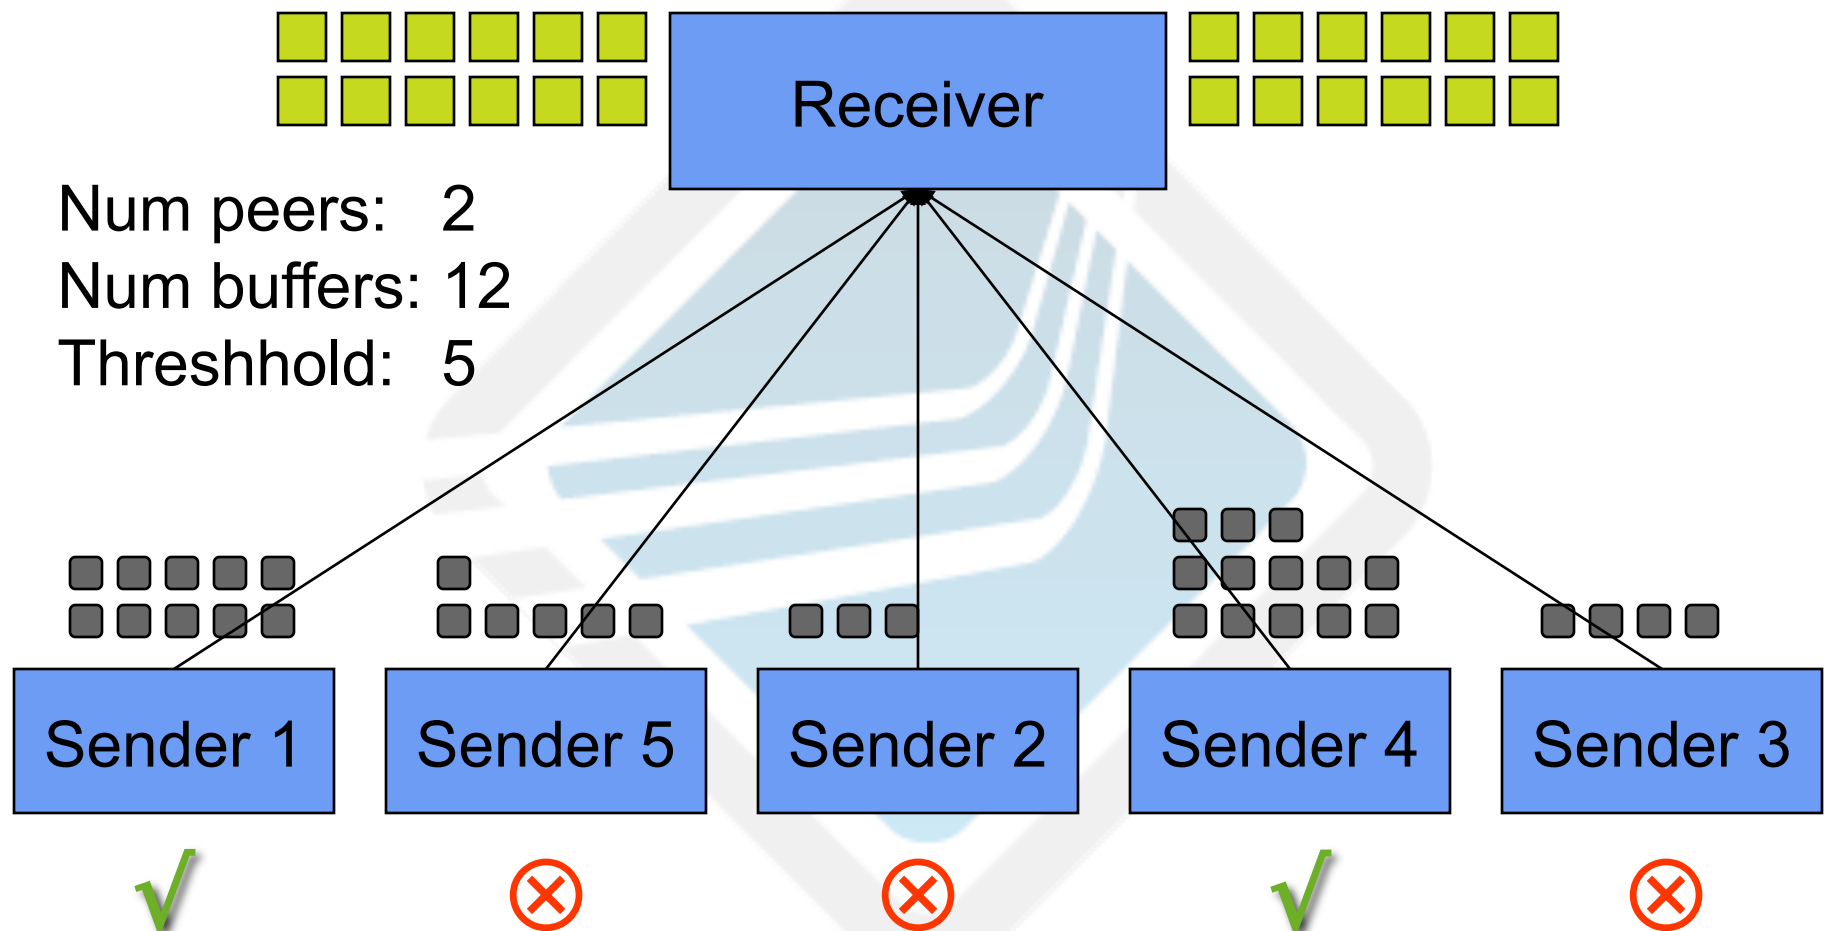 Receiver
Num peers: 2
Num buffers: 12
Threshhold: 5
Sender 1
Sender 5
Sender 2
Sender 4
Sender 3